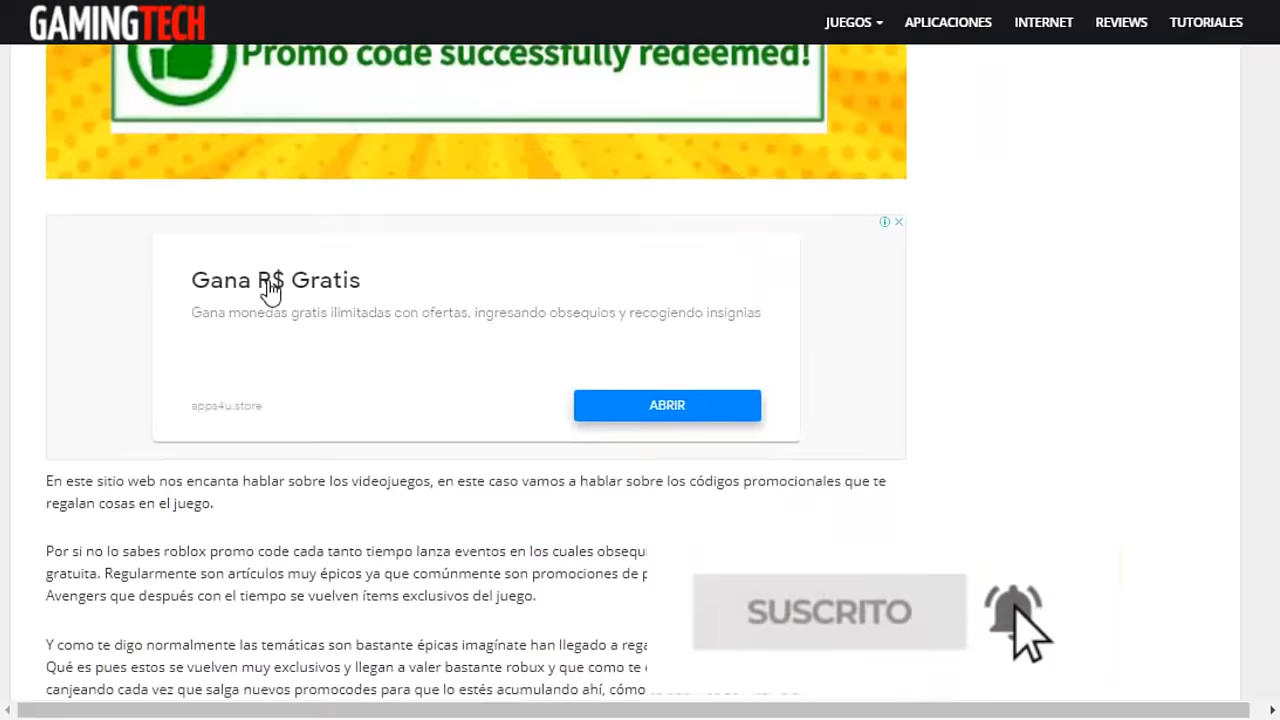 GAMINGTECH
JUEGOS APLICACIONES INTERNET REVIEWS TUTORIALES
Promo code successfully redeemed!
Gana R$ Gratis
Gana monedas gratis ilimitadas con ofertas, ingresando obsequios y recogiendo insignias
apps4u.store
ABRIR
En este sitio web nos encanta hablar sobre los videojuegos, en este caso vamos a hablar sobre los códigos promocionales que te
regalan cosas en el juego.
Por si no lo sabes roblox promo code cada tanto tiempo lanza eventos en los cuales obsequi
gratuita. Regularmente son artículos muy épicos ya que comúnmente son promociones de p
Avengers que después con el tiempo se vuelven ítems exclusivos del juego.
SUSCRITO
Y como te digo normalmente las temáticas son bastante épicas imagínate han llegado a rega
Qué es pues estos se vuelven muy exclusivos y llegan a valer bastante robux y que como te
canjeando cada vez que salga nuevos promocodes para que lo estés acumulando ahí, cómo